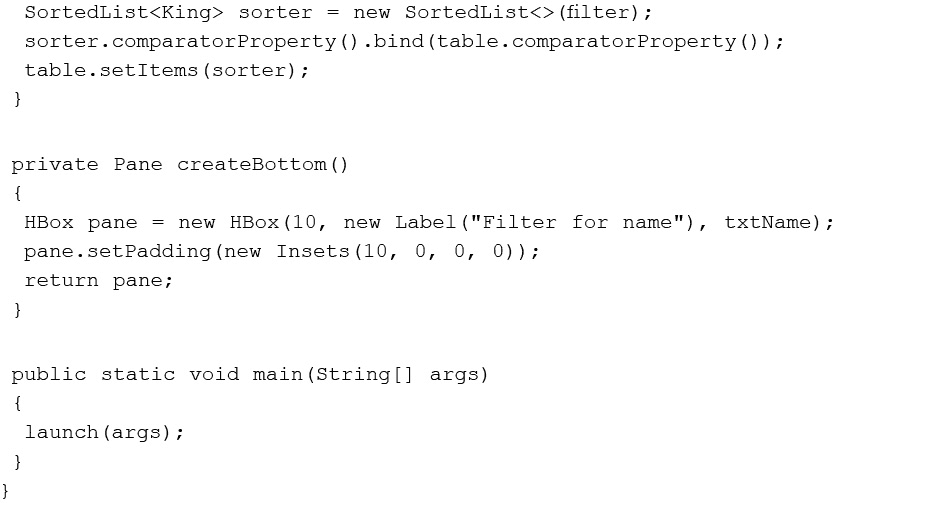 SortedList<King> sorter = new SortedList<>(filter);
sorter.comparatorProperty().bind(table.comparatorProperty());
table.setItems(sorter);
}
private Pane createBottom()
{
HBox pane = new HBox(10, new Label("Filter for name"), txtName);
pane.setPadding(new Insets(10, 0, 0, 0));
return pane;
}
public static void main(String[] args)
{
launch(args);
}
}